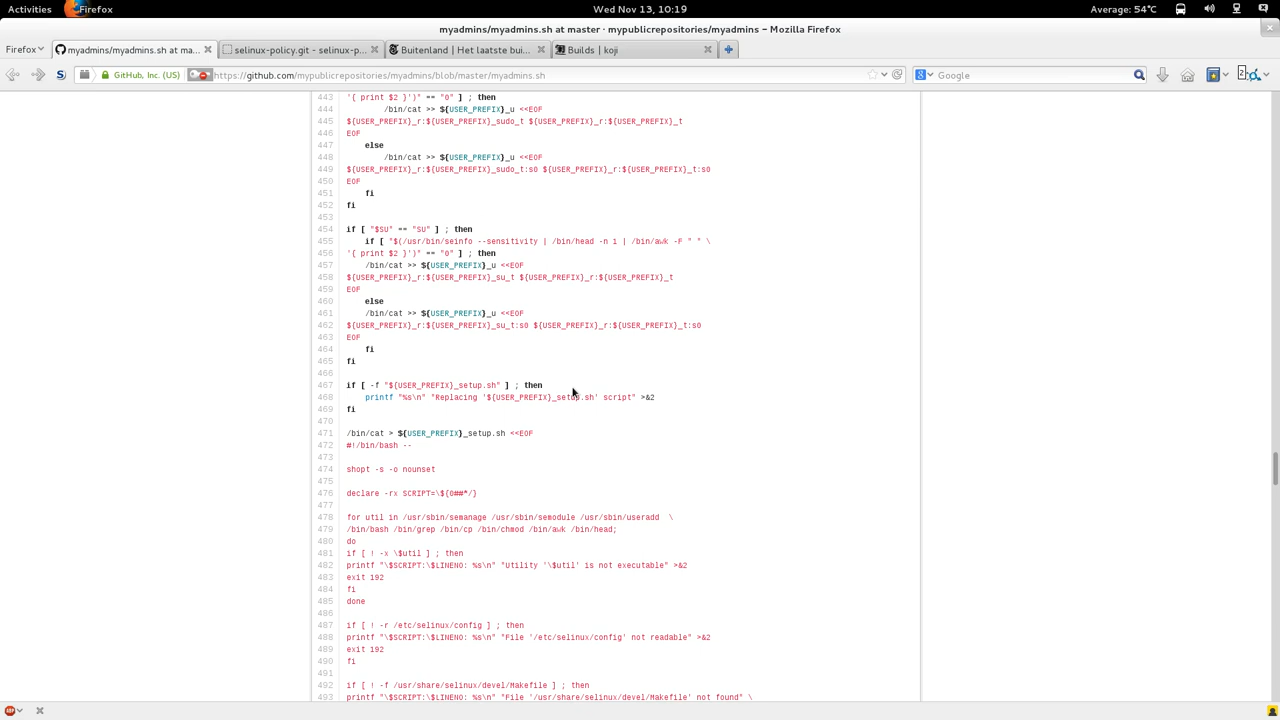 Activities Firefox Wed Nov 13, 10:19 Average: 54°C
myadmins/myadmins.sh at master · mypublicrepositories/myadmins - Mozilla Firefox
Firefox myadmins/myadmins.sh at ma... selinux-policy.git - selinux-p... Buitenland | Het laatste bui... Builds | koji
GitHub, Inc. (US) https://github.com/mypublicrepositories/myadmins/blob/master/myadmins.sh Google 2
443 '{ print $2 }')" == "0" ] ; then
444 /bin/cat >> ${USER_PREFIX}_u <<EOF
445 ${USER_PREFIX}_r:${USER_PREFIX}_sudo_t ${USER_PREFIX}_r:${USER_PREFIX}_t
446 EOF
447 else
448 /bin/cat >> ${USER_PREFIX}_u <<EOF
449 ${USER_PREFIX}_r:${USER_PREFIX}_sudo_t:s0 ${USER_PREFIX}_r:${USER_PREFIX}_t:s0
450 EOF
451 fi
452 fi
453
454 if [ "$SU" == "SU" ] ; then
455 if [ "$(/usr/bin/seinfo --sensitivity | /bin/head -n 1 | /bin/awk -F " " \
456 '{ print $2 }')" == "0" ] ; then
457 /bin/cat >> ${USER_PREFIX}_u <<EOF
458 ${USER_PREFIX}_r:${USER_PREFIX}_su_t ${USER_PREFIX}_r:${USER_PREFIX}_t
459 EOF
460 else
461 /bin/cat >> ${USER_PREFIX}_u <<EOF
462 ${USER_PREFIX}_r:${USER_PREFIX}_su_t:s0 ${USER_PREFIX}_r:${USER_PREFIX}_t:s0
463 EOF
464 fi
465 fi
466
467 if [ -f "${USER_PREFIX}_setup.sh" ] ; then
468 printf "%s\n" "Replacing '${USER_PREFIX}_setup.sh' script" >&2
469 fi
470
471 /bin/cat > ${USER_PREFIX}_setup.sh <<EOF
472 #!/bin/bash --
473
474 shopt -s -o nounset
475
476 declare -rx SCRIPT=\${0##*/}
477
478 for util in /usr/sbin/semanage /usr/sbin/semodule /usr/sbin/useradd \
479 /bin/bash /bin/grep /bin/cp /bin/chmod /bin/awk /bin/head;
480 do
481 if [ ! -x \$util ] ; then
482 printf "\$SCRIPT:\$LINENO: %s\n" "Utility '\$util' is not executable" >&2
483 exit 192
484 fi
485 done
486
487 if [ ! -r /etc/selinux/config ] ; then
488 printf "\$SCRIPT:\$LINENO: %s\n" "File '/etc/selinux/config' not readable" >&2
489 exit 192
490 fi
491
492 if [ ! -f /usr/share/selinux/devel/Makefile ] ; then
493 printf "\$SCRIPT:\$LINENO: %s\n" "File '/usr/share/selinux/devel/Makefile' not found" \
ABP